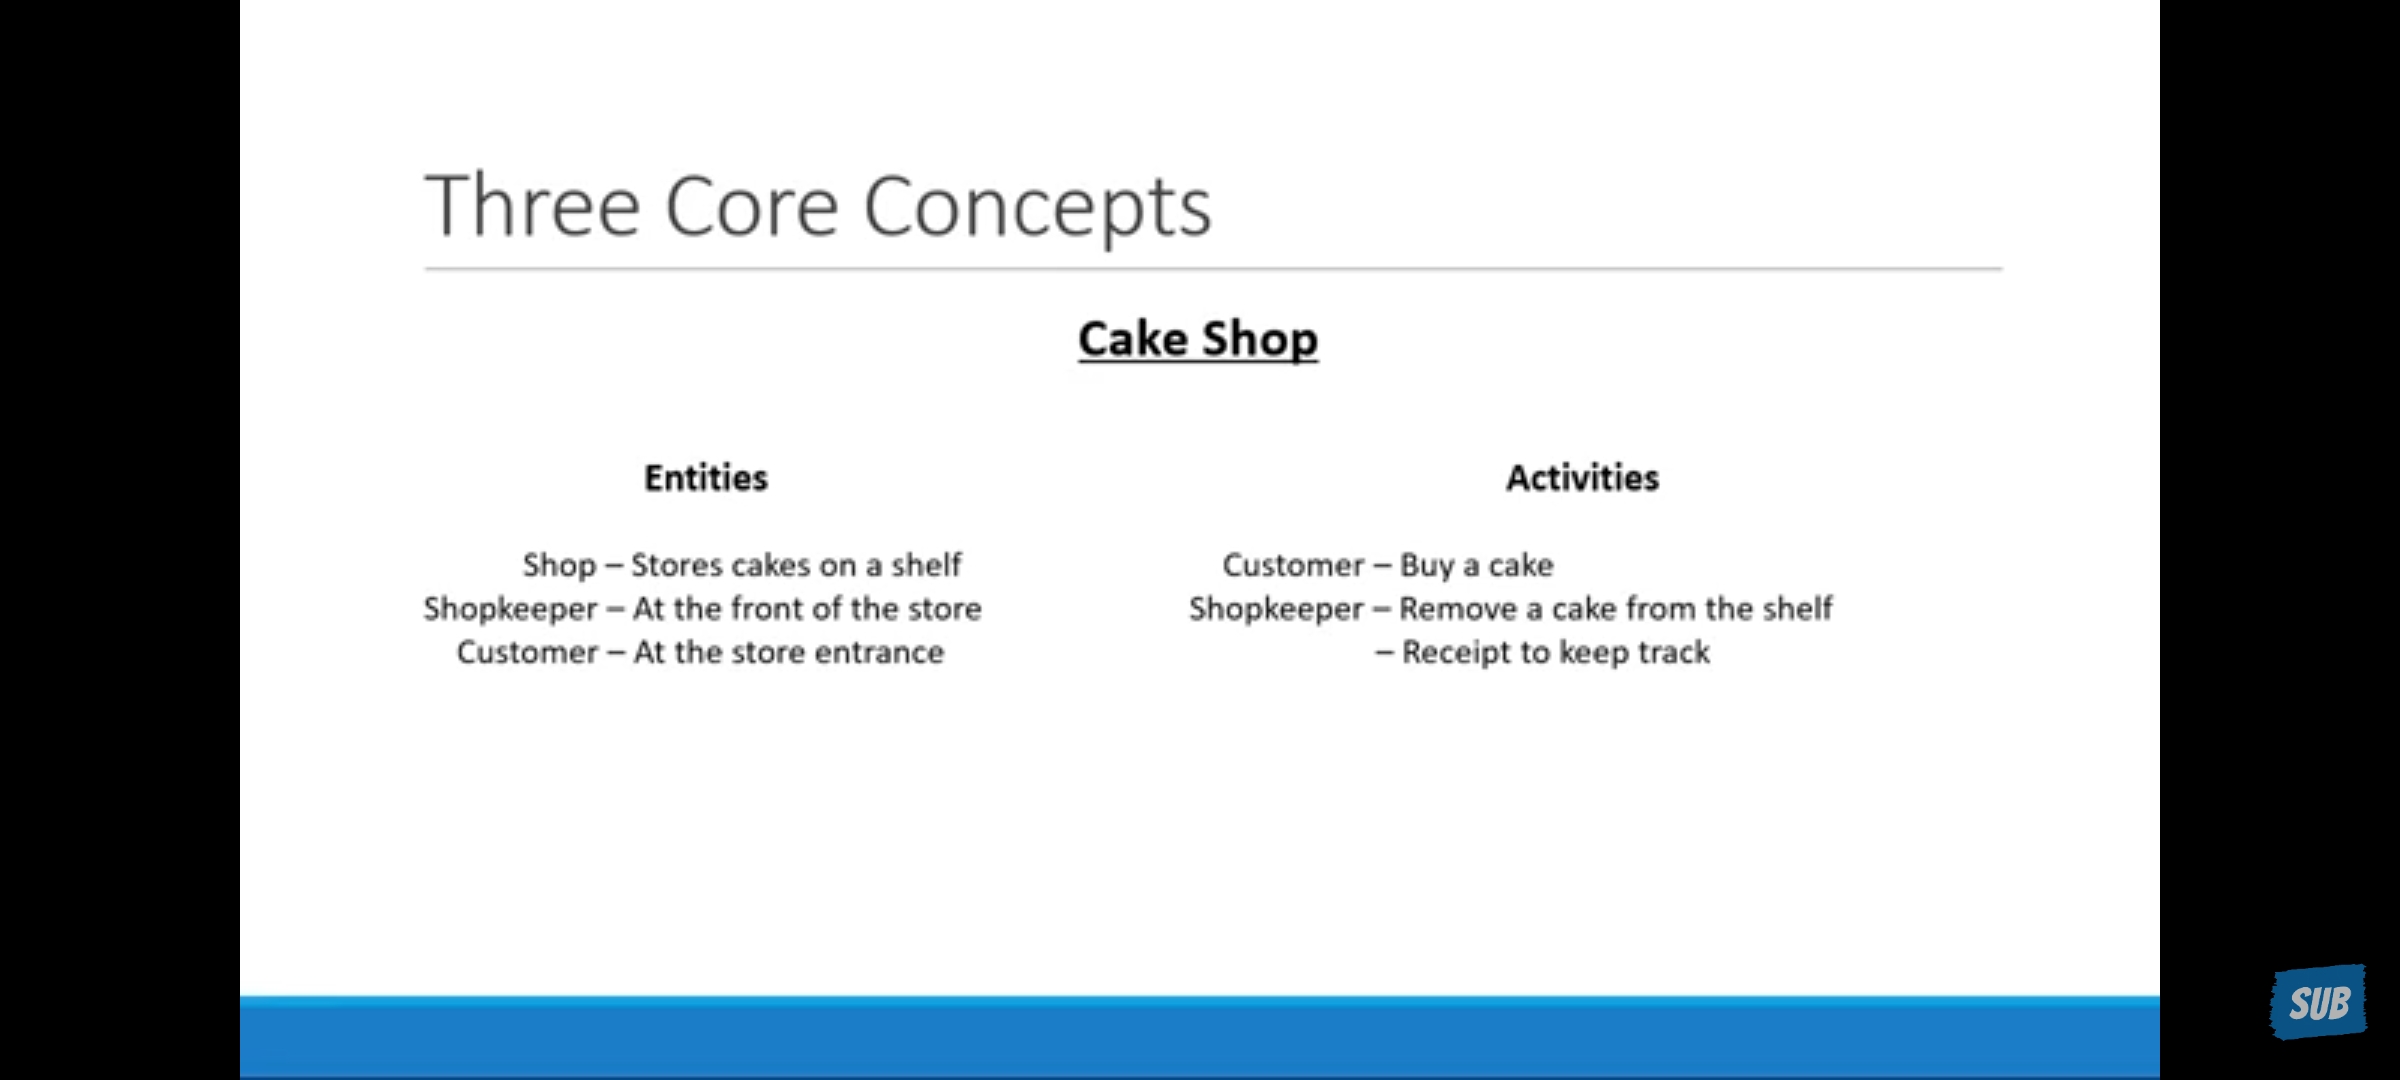 Three Core Concepts
Cake Shop
Entities
Shop – Stores cakes on a shelf
Shopkeeper – At the front of the store
Customer – At the store entrance
Activities
Customer – Buy a cake
Shopkeeper – Remove a cake from the shelf
– Receipt to keep track
SUB